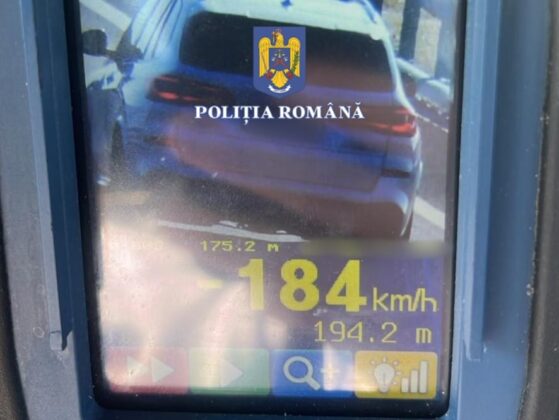 POLIȚIA ROMÂNĂ
175.2 m
-184 km/h
194.2 m